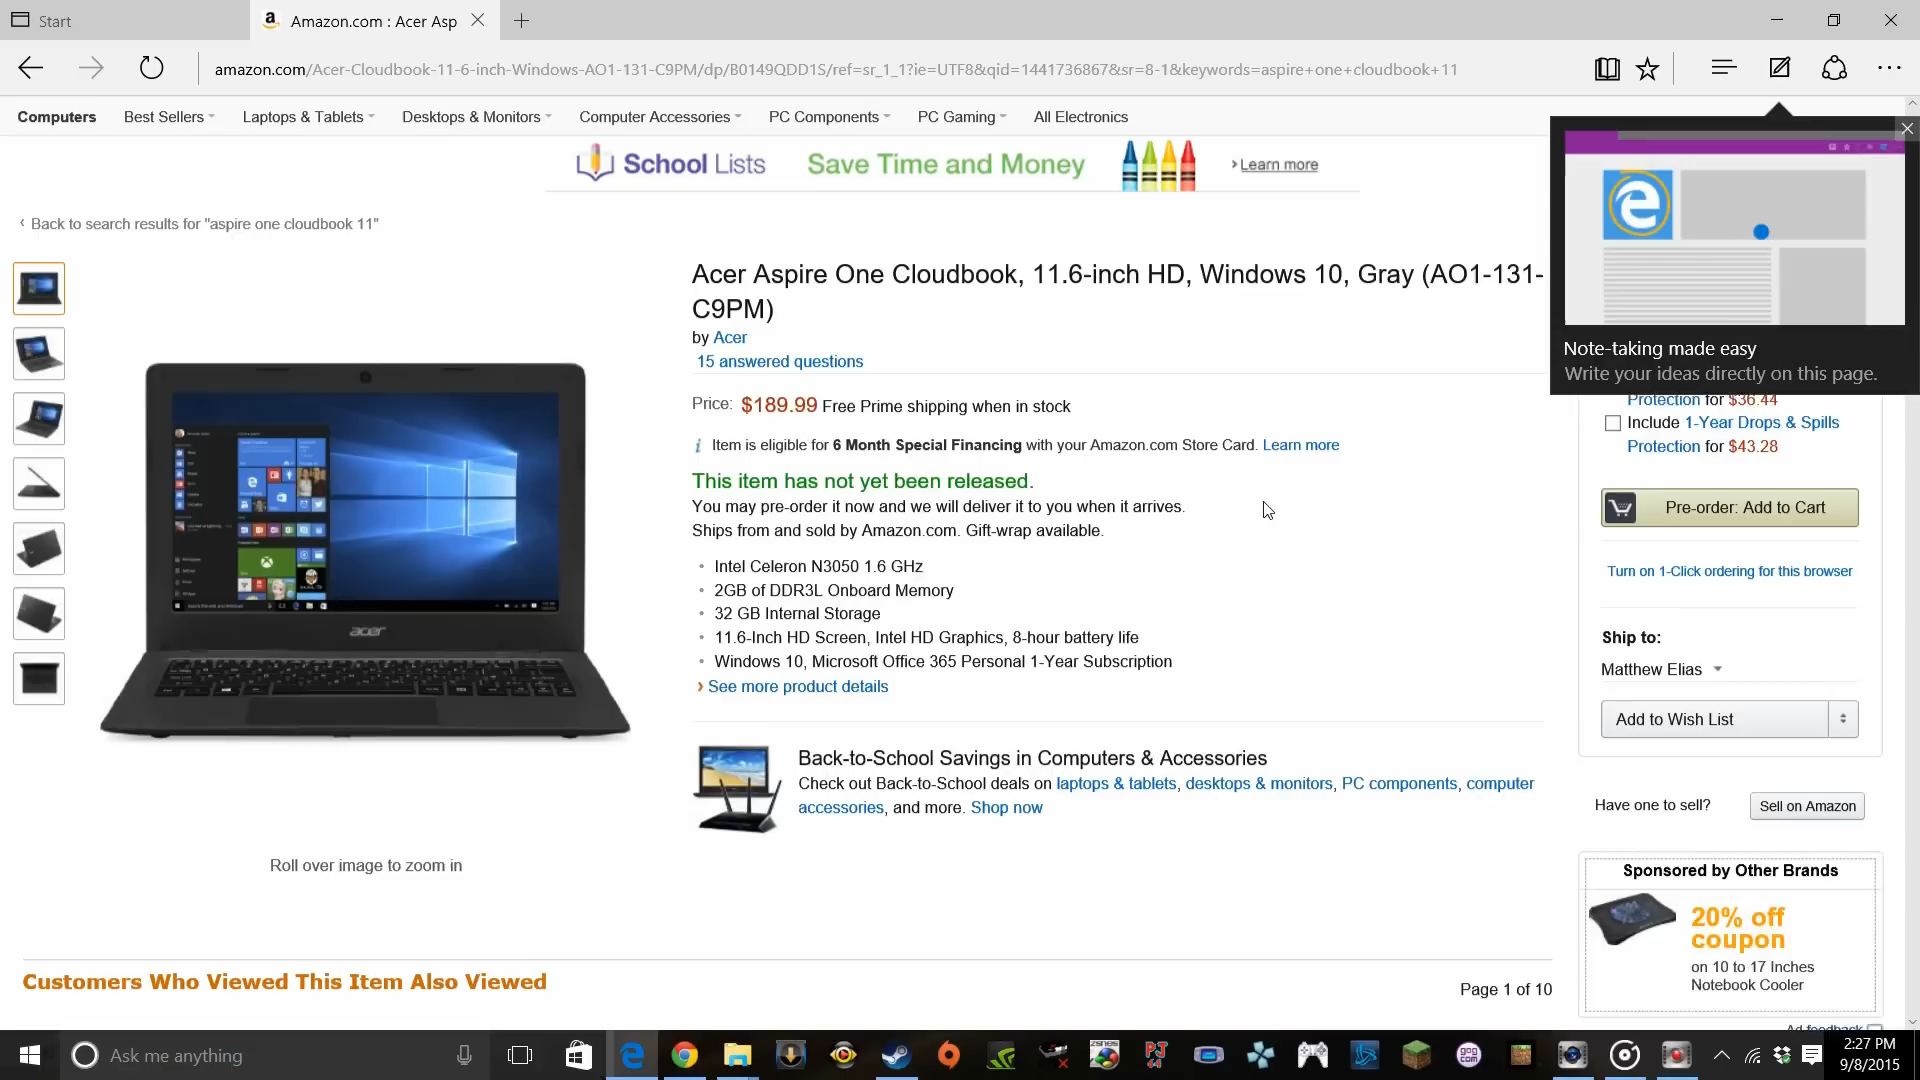 Start
Amazon.com : Acer Asp
amazon.com/Acer-Cloudbook-11-6-inch-Windows-AO1-131-C9PM/dp/B0149QDD1S/ref=sr_1_1?ie=UTF8&qid=1441736867&sr=8-1&keywords=aspire+one+cloudbook+11
Computers Best Sellers Laptops & Tablets Desktops & Monitors Computer Accessories PC Components PC Gaming All Electronics
School Lists Save Time and Money Learn more
Back to search results for "aspire one cloudbook 11"
Acer Aspire One Cloudbook, 11.6-inch HD, Windows 10, Gray (AO1-131-
C9PM)
by Acer
15 answered questions
Price: $189.99 Free Prime shipping when in stock
Item is eligible for 6 Month Special Financing with your Amazon.com Store Card. Learn more
This item has not yet been released.
You may pre-order it now and we will deliver it to you when it arrives.
Ships from and sold by Amazon.com. Gift-wrap available.
Intel Celeron N3050 1.6 GHz
2GB of DDR3L Onboard Memory
32 GB Internal Storage
11.6-Inch HD Screen, Intel HD Graphics, 8-hour battery life
Windows 10, Microsoft Office 365 Personal 1-Year Subscription
See more product details
acer
Roll over image to zoom in
Back-to-School Savings in Computers & Accessories
Check out Back-to-School deals on laptops & tablets, desktops & monitors, PC components, computer
accessories, and more. Shop now
Note-taking made easy
Write your ideas directly on this page.
Protection for $36.44
Include 1-Year Drops & Spills
Protection for $43.28
Pre-order: Add to Cart
Turn on 1-Click ordering for this browser
Ship to:
Matthew Elias
Add to Wish List
Have one to sell? Sell on Amazon
Sponsored by Other Brands
20% off
coupon
on 10 to 17 Inches
Notebook Cooler
Ad feedback
Customers Who Viewed This Item Also Viewed
Page 1 of 10
Ask me anything
2:27 PM
9/8/2015